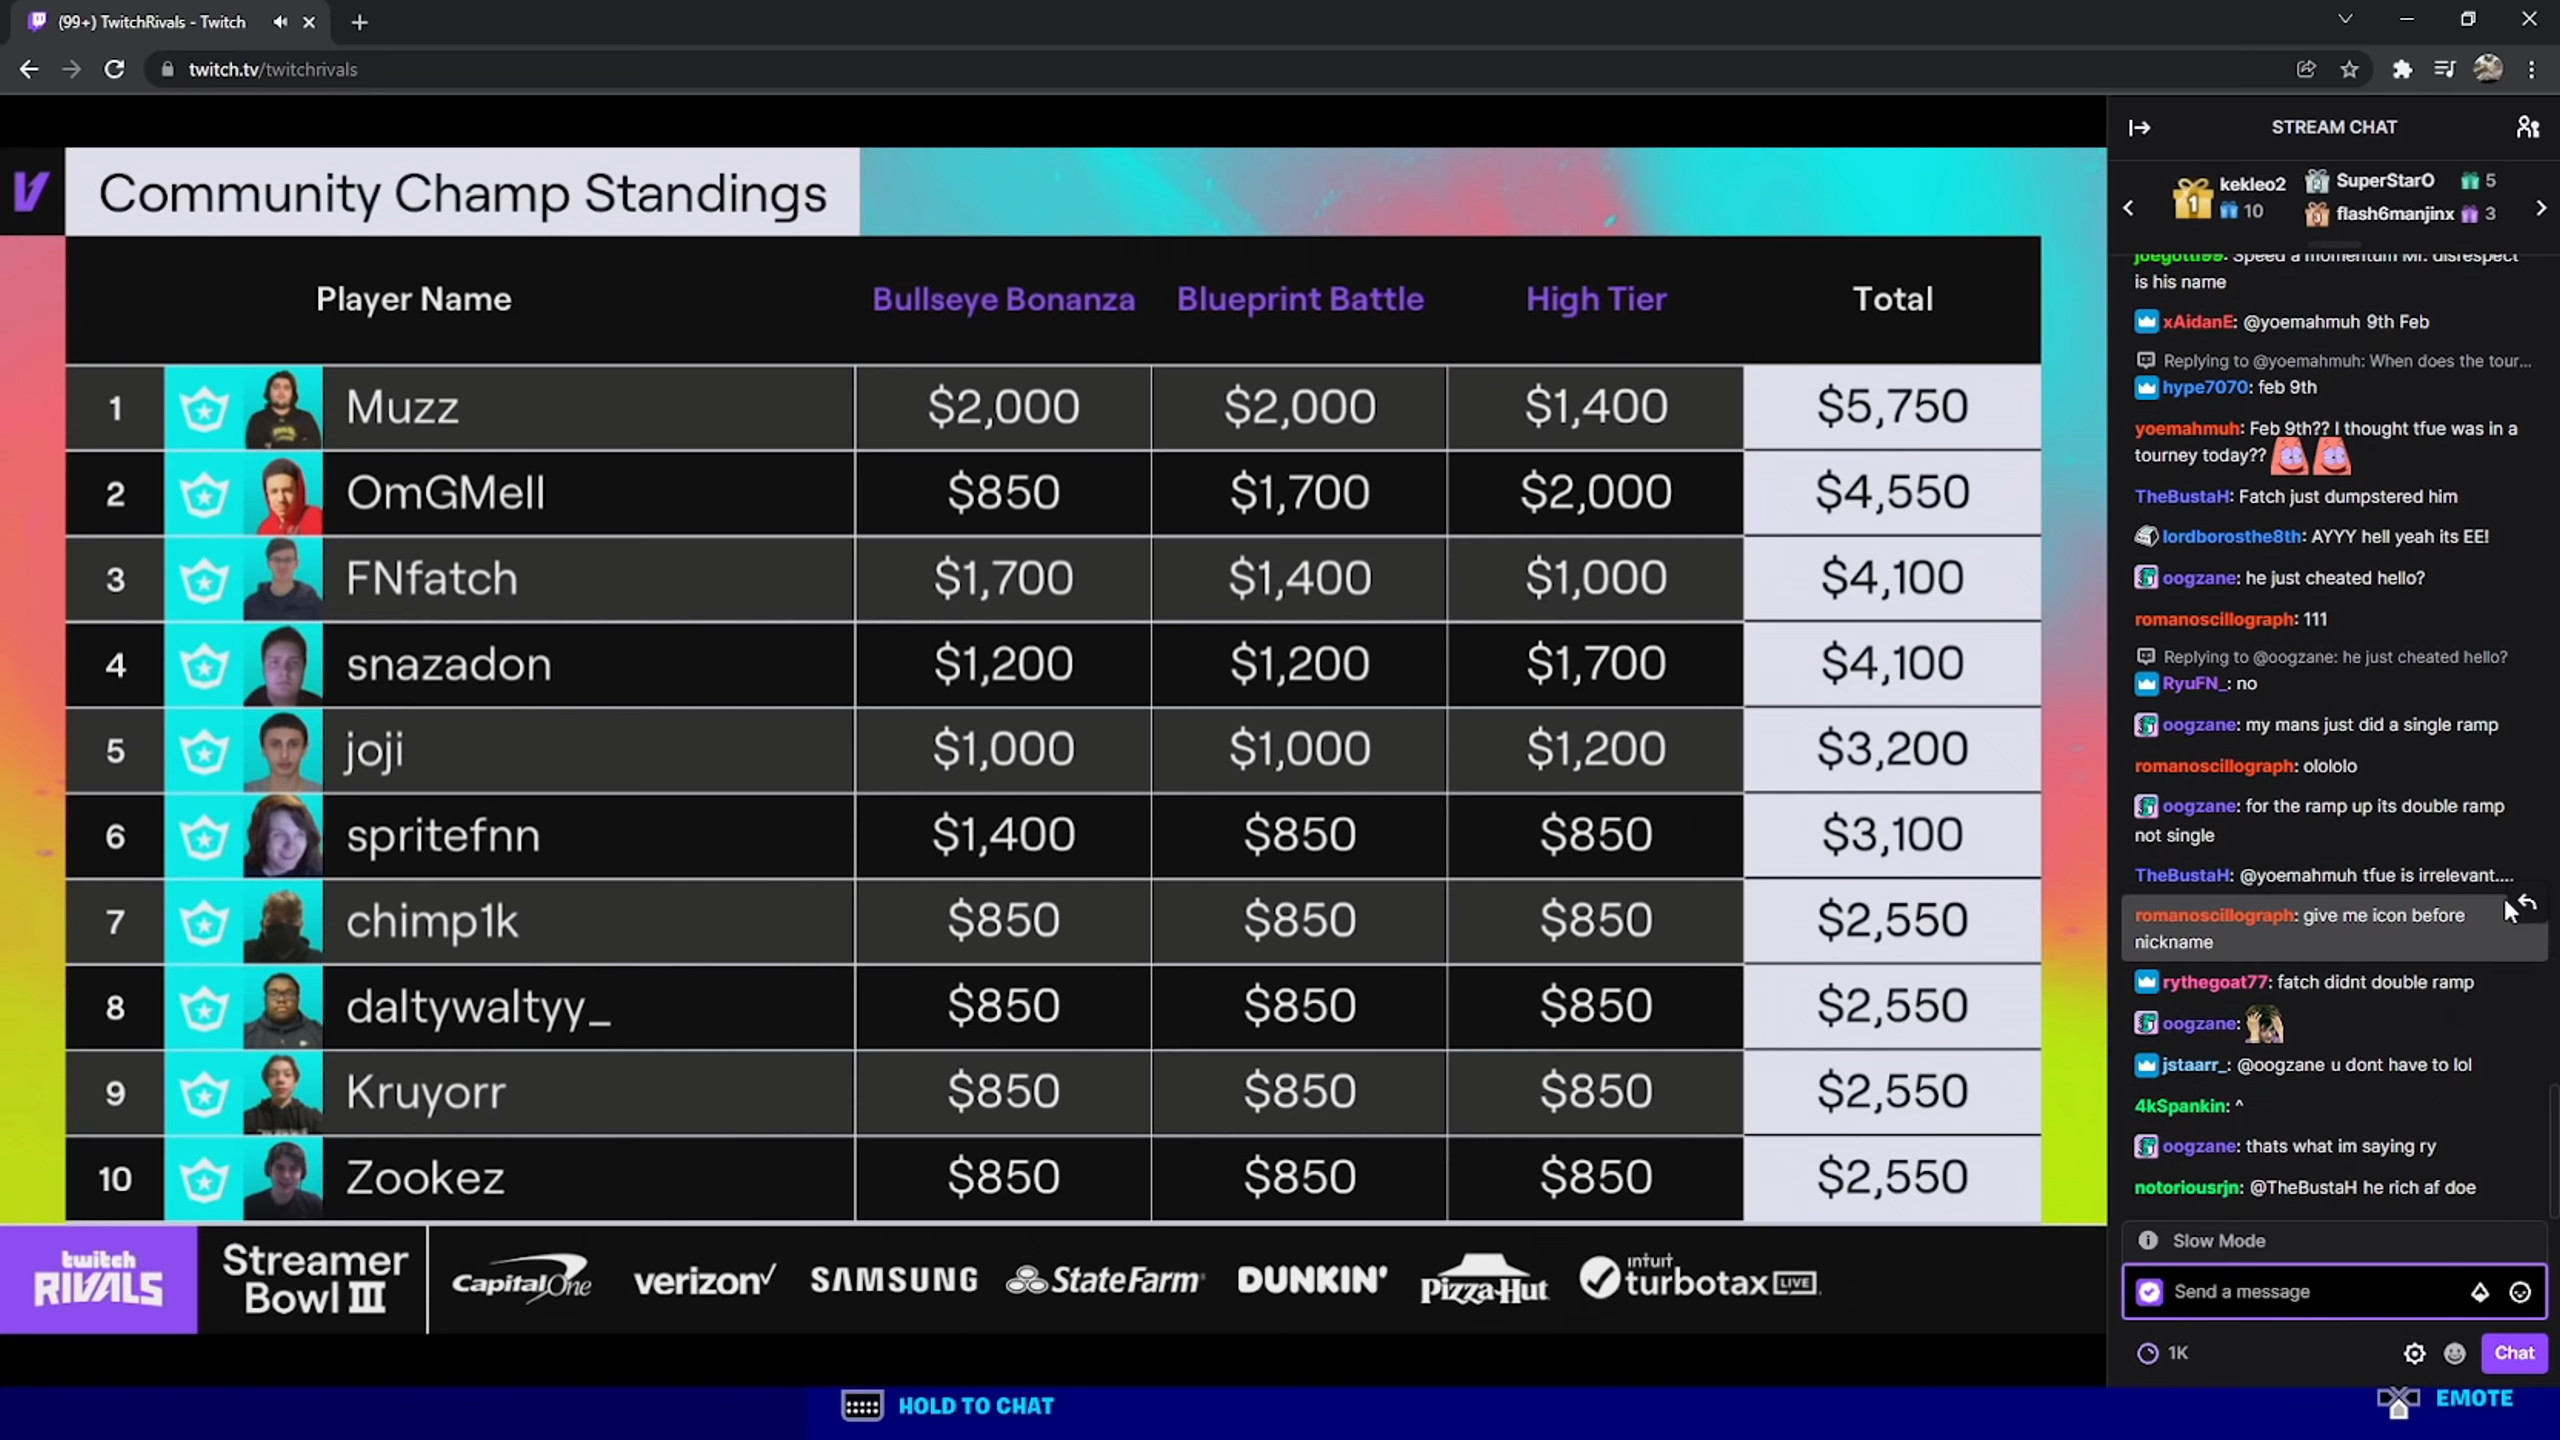 (99+) TwitchRivals - Twitch
twitch.tv/twitchrivals
Community Champ Standings
Player Name Bullseye Bonanza Blueprint Battle High Tier Total
1 Muzz $2,000 $2,000 $1,400 $5,750
2 OmGMell $850 $1,700 $2,000 $4,550
3 FNfatch $1,700 $1,400 $1,000 $4,100
4 snazadon $1,200 $1,200 $1,700 $4,100
5 joji $1,000 $1,000 $1,200 $3,200
6 spritefnn $1,400 $850 $850 $3,100
7 chimp1k $850 $850 $850 $2,550
8 daltywaltyy_ $850 $850 $850 $2,550
9 Kruyorr $850 $850 $850 $2,550
10 Zookez $850 $850 $850 $2,550
twitch
RIVALS
Streamer
Bowl III
Capital One
verizon✓
SAMSUNG
StateFarm
DUNKIN'
Pizza Hut
intuit
turbotax LIVE
STREAM CHAT
1 kekleo2
10
2 SuperStarO 5
3 flash6manjinx 3
joegotti99: Speed a momentum Mr. disrespect
is his name
xAidanE: @yoemahmuh 9th Feb
Replying to @yoemahmuh: When does the tour...
hype7070: feb 9th
yoemahmuh: Feb 9th?? I thought tfue was in a
tourney today??
TheBustaH: Fatch just dumpstered him
lordborosthe8th: AYYY hell yeah its EE!
oogzane: he just cheated hello?
romanoscillograph: 111
Replying to @oogzane: he just cheated hello?
RyuFN_: no
oogzane: my mans just did a single ramp
romanoscillograph: olololo
oogzane: for the ramp up its double ramp
not single
TheBustaH: @yoemahmuh tfue is irrelevant....
romanoscillograph: give me icon before
nickname
rythegoat77: fatch didnt double ramp
oogzane:
jstaarr_: @oogzane u dont have to lol
4kSpankin: ^
oogzane: thats what im saying ry
notoriousrjn: @TheBustaH he rich af doe
Slow Mode
Send a message
1K
Chat
HOLD TO CHAT
EMOTE